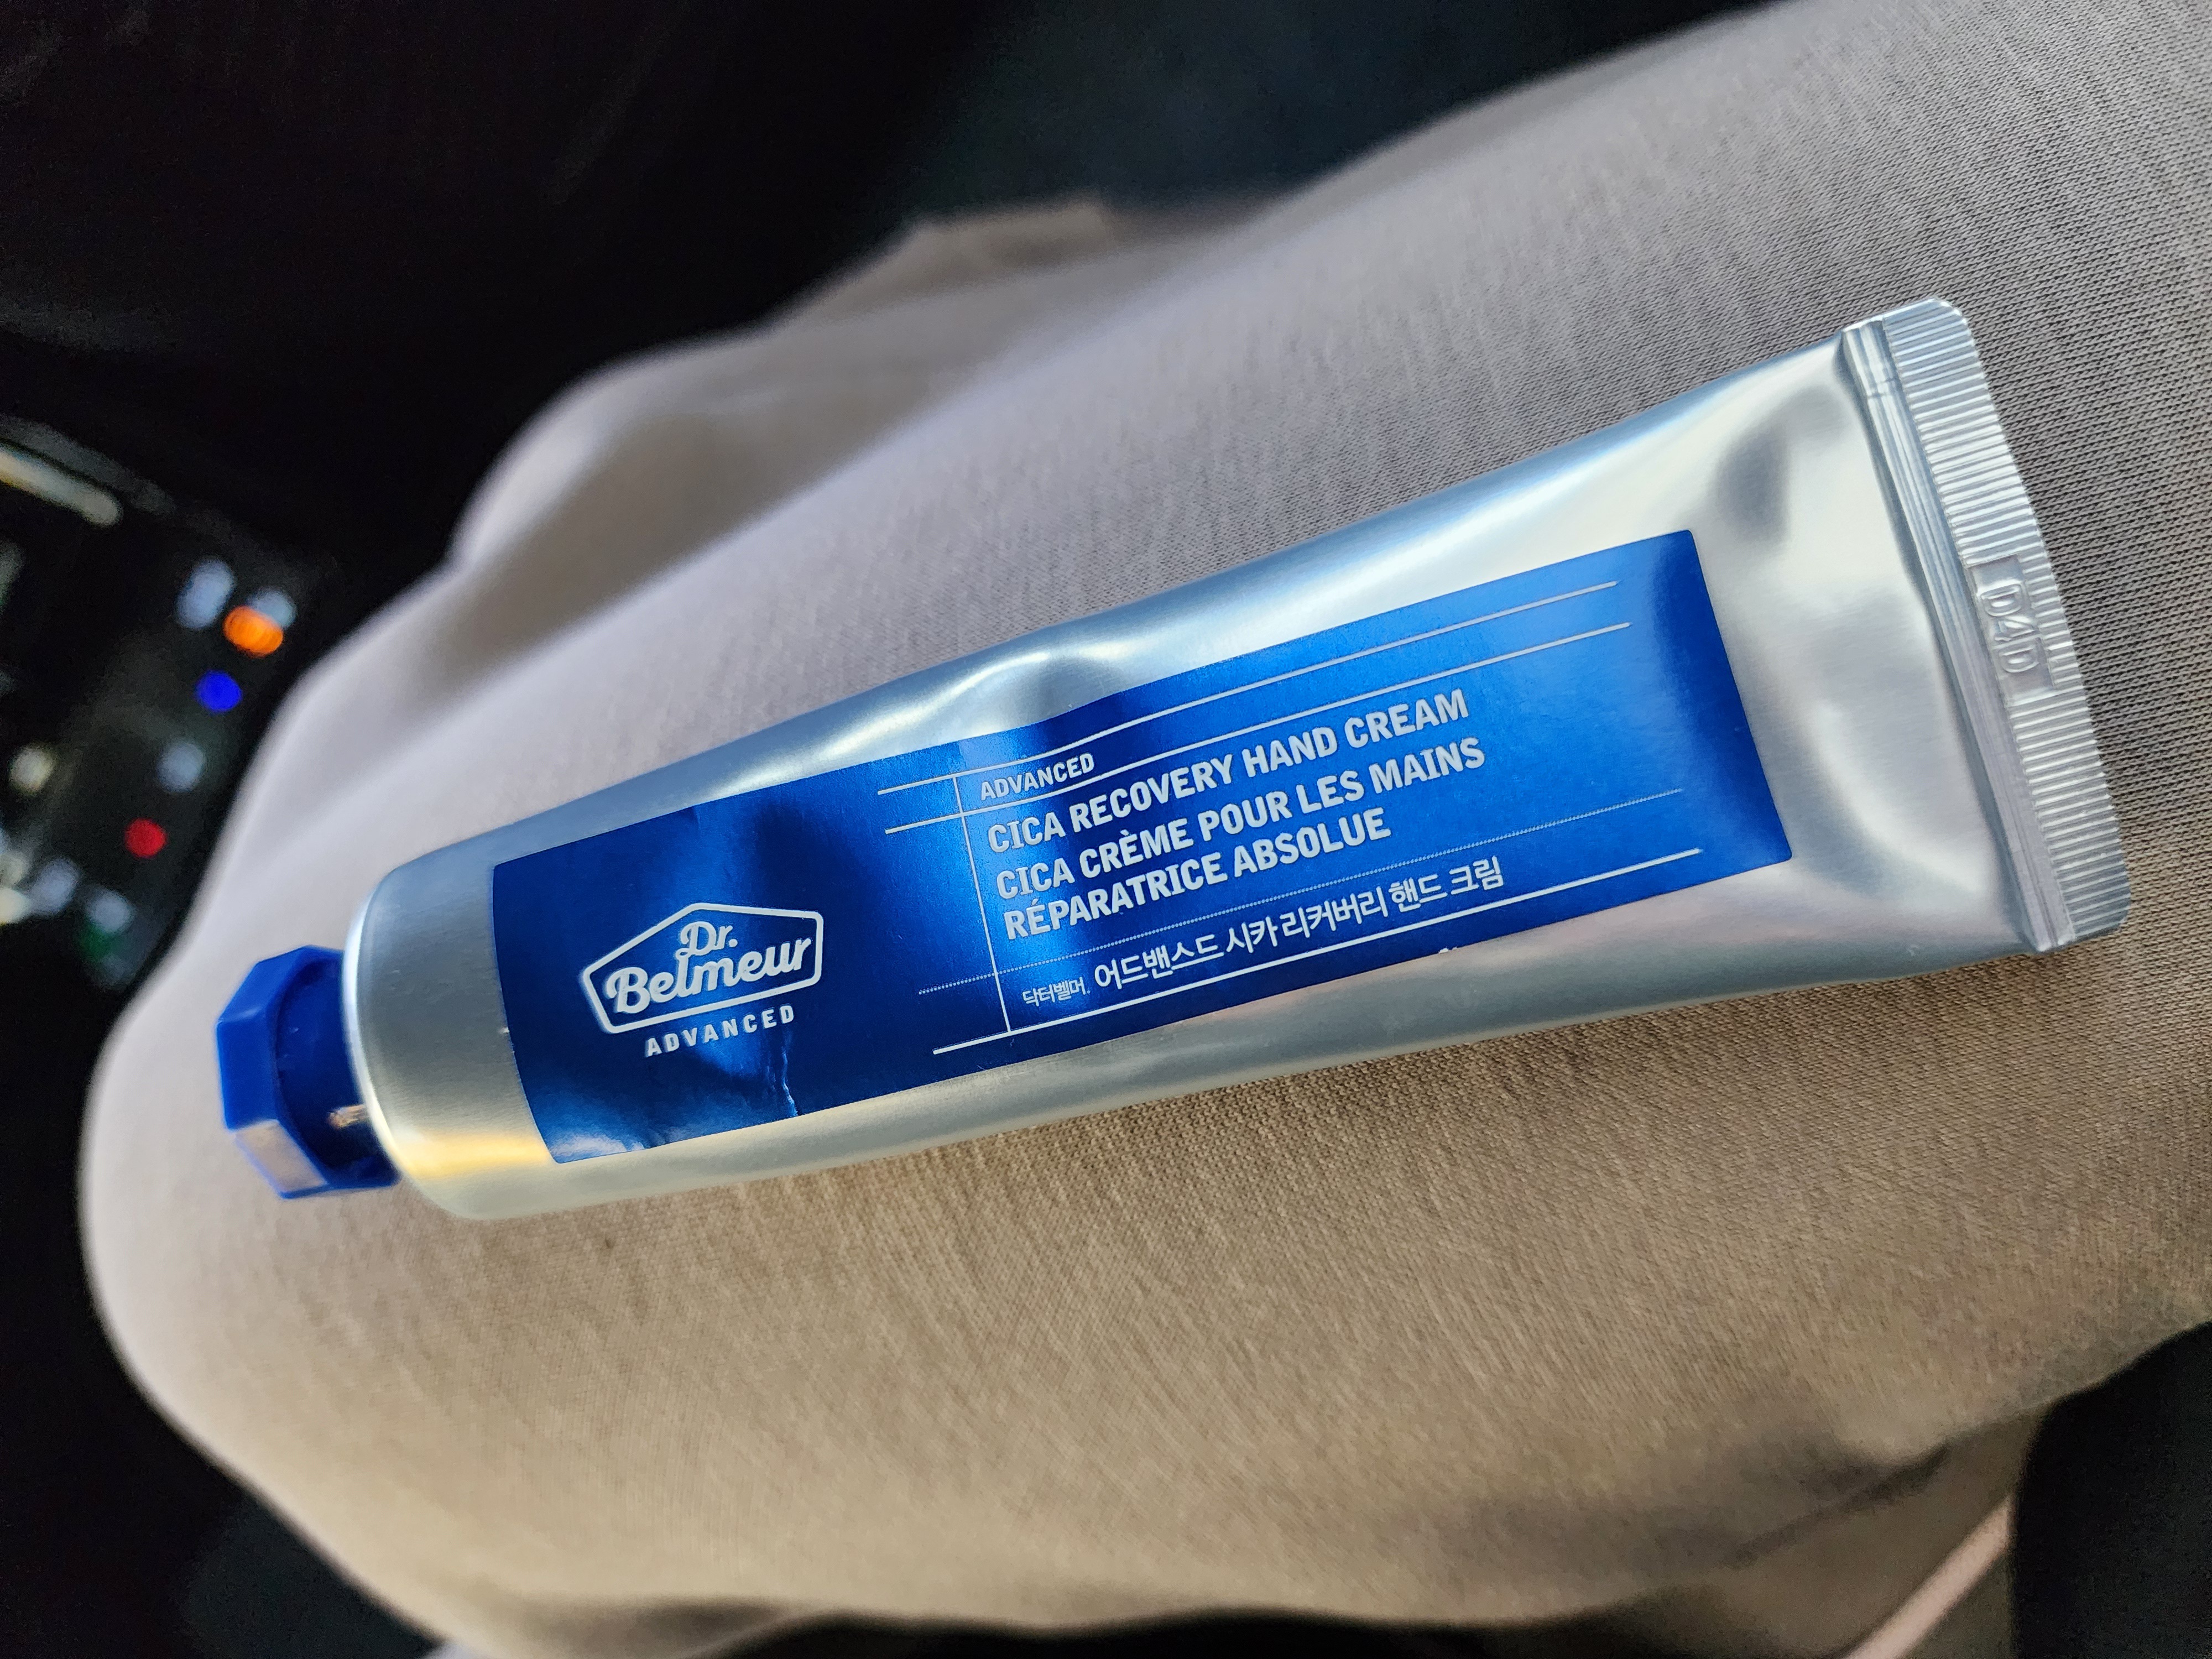 Dr.
Belmeur
ADVANCED
ADVANCED
CICA RECOVERY HAND CREAM
CICA CRÈME POUR LES MAINS
RÉPARATRICE ABSOLUE
닥터벨머 어드밴스드 시카 리커버리 핸드 크림
D4D